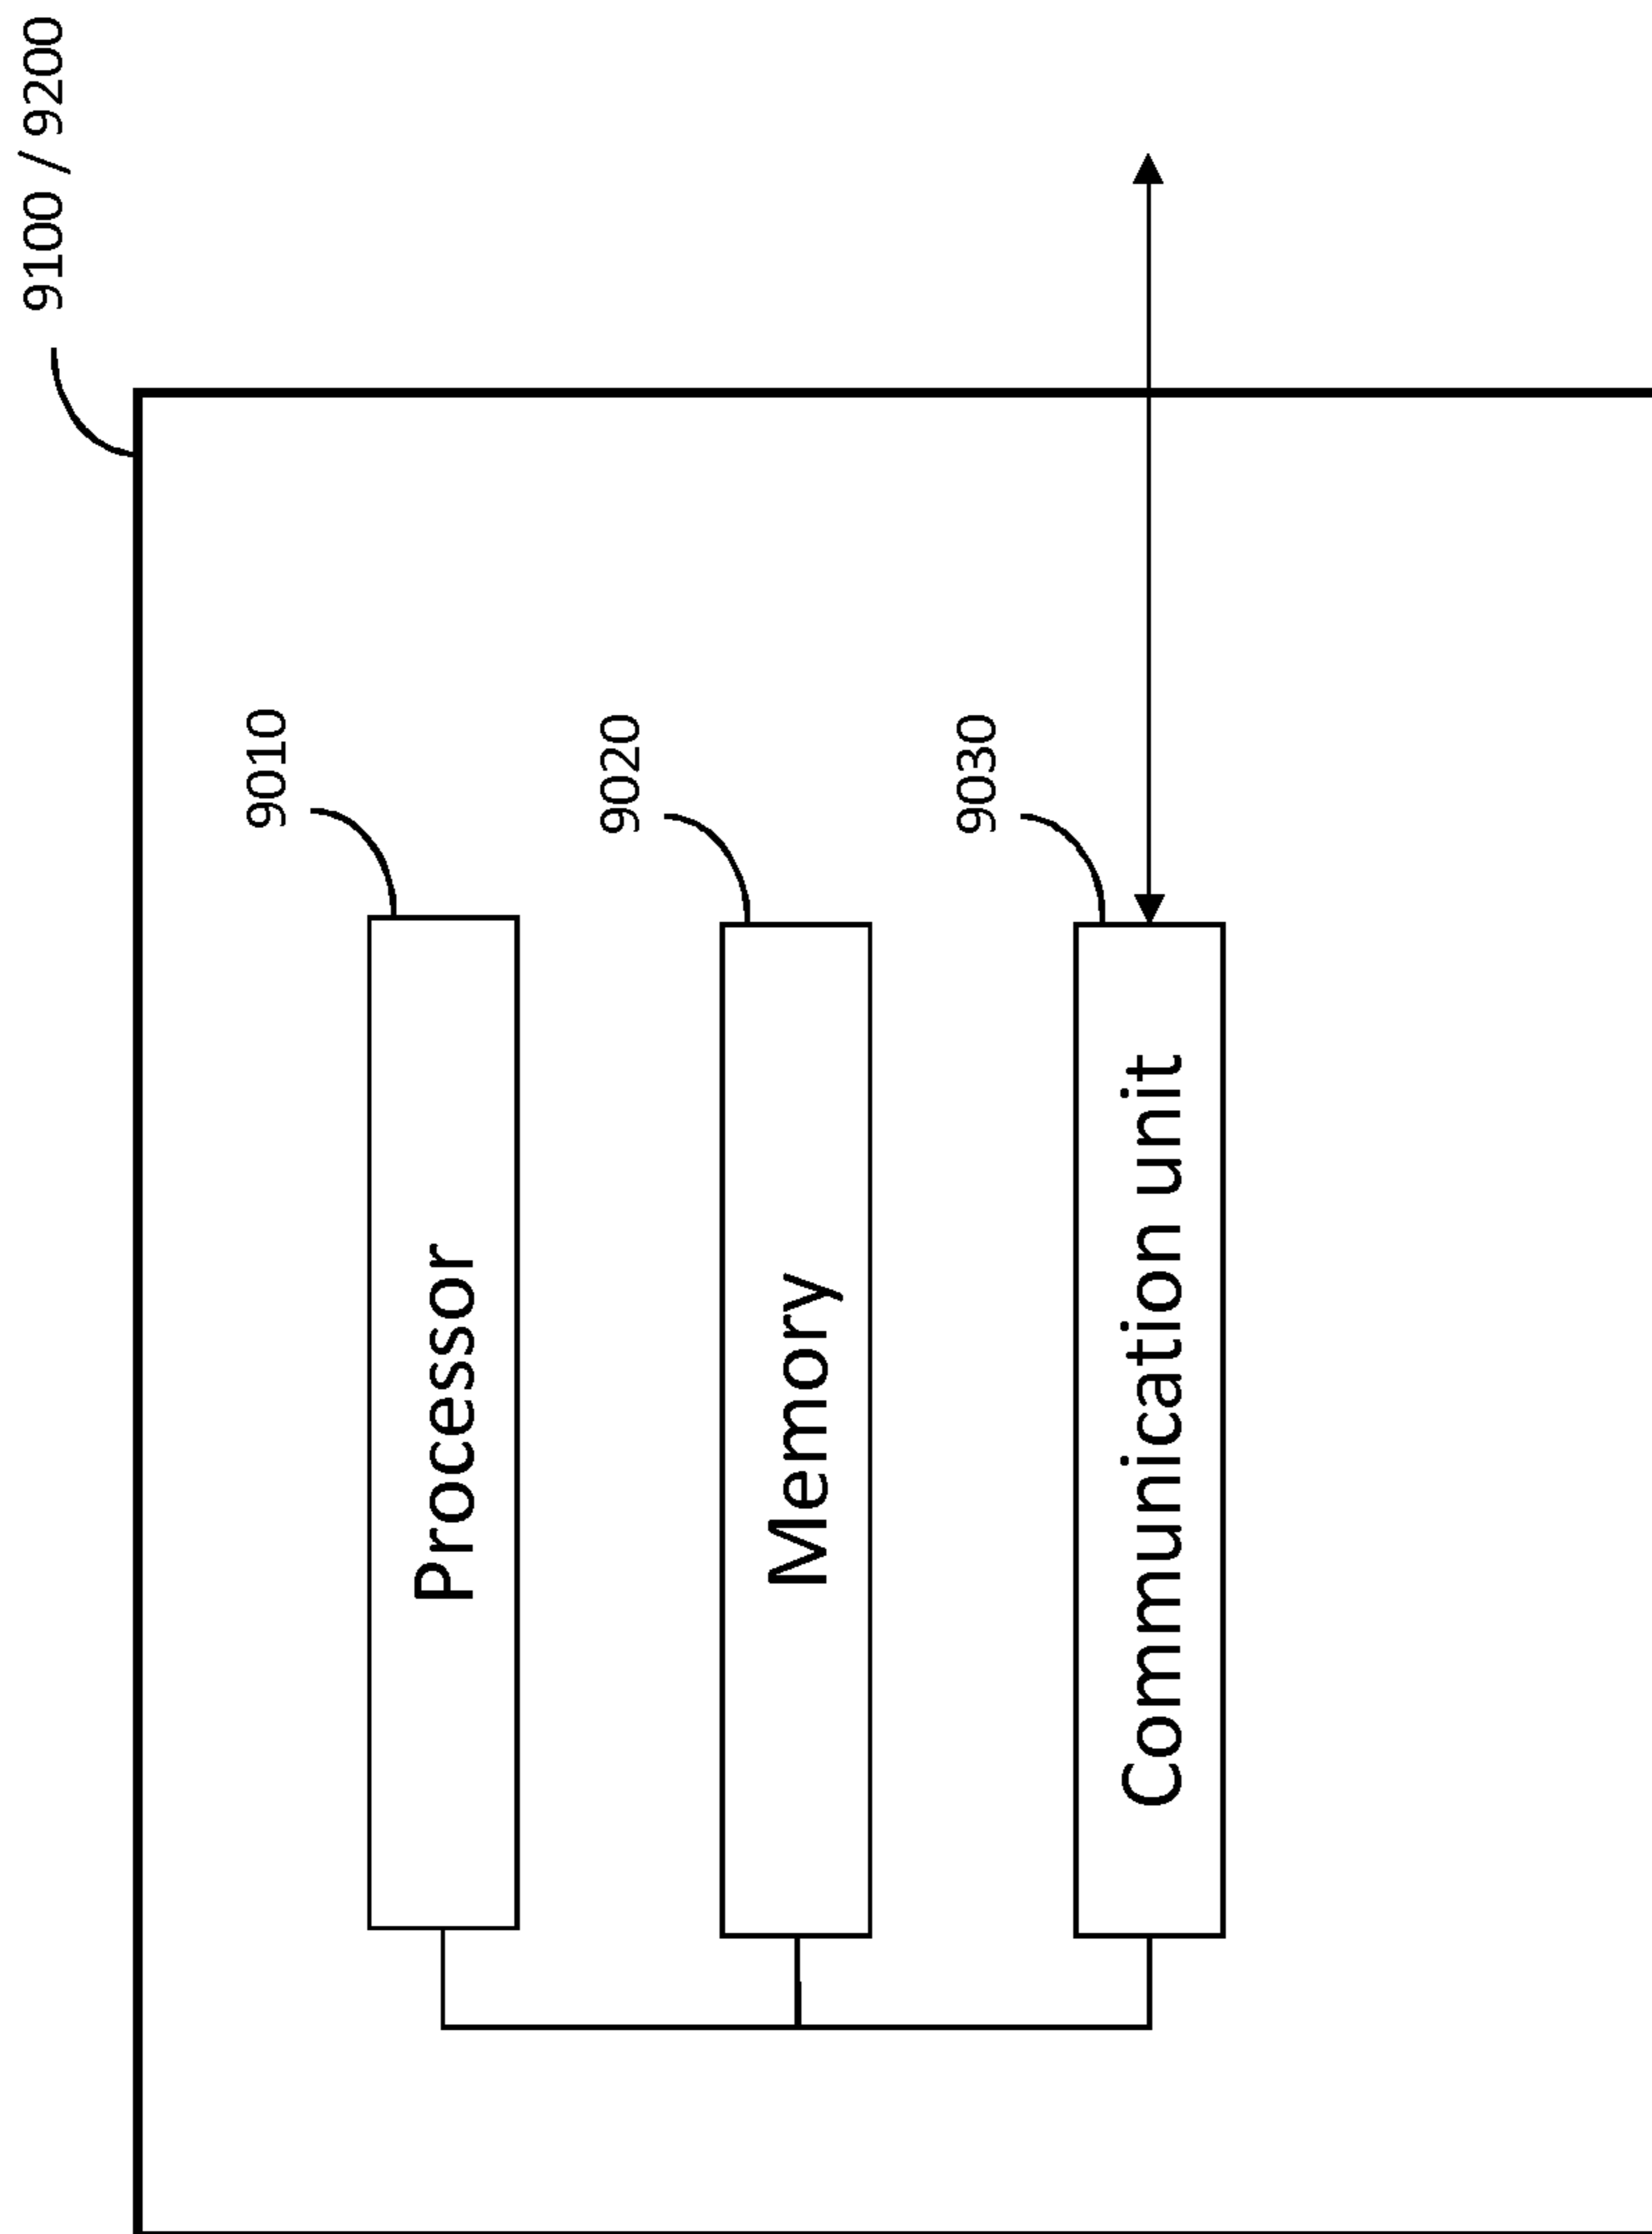 9100 / 9200
9010
Processor
9020
Memory
9030
Communication unit